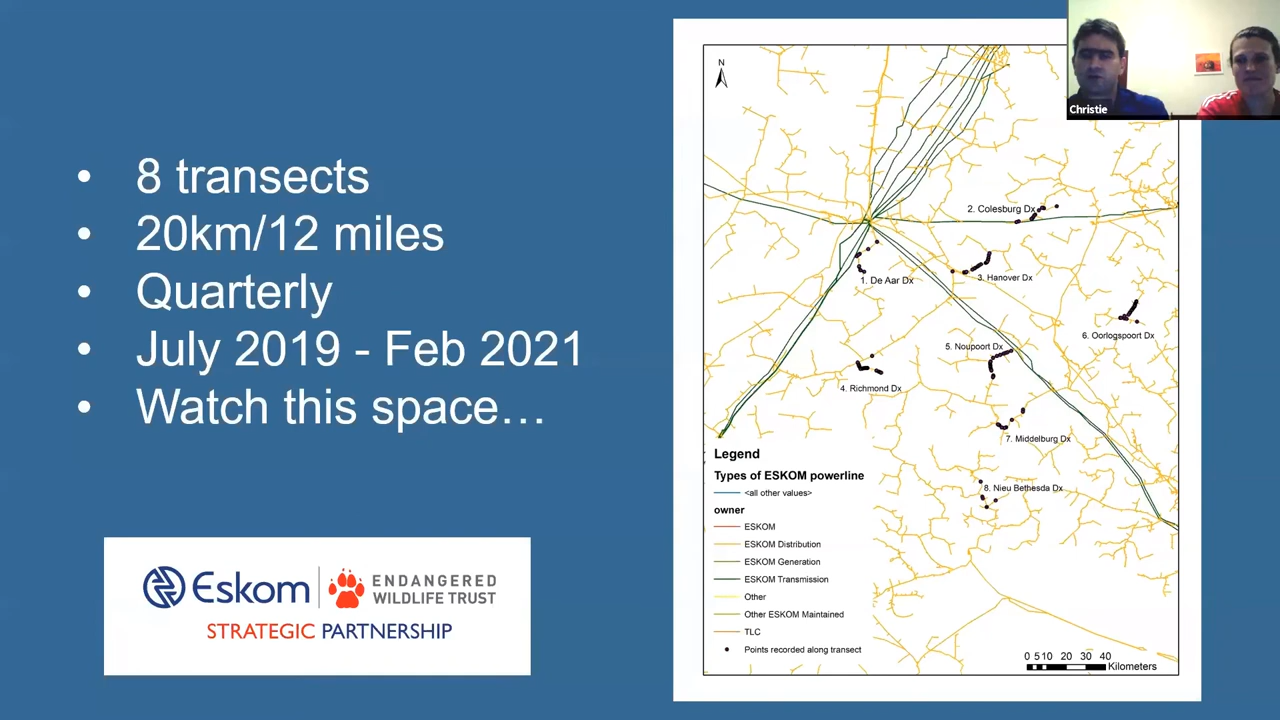 • 8 transects
• 20km/12 miles
• Quarterly
• July 2019 - Feb 2021
• Watch this space…
Eskom
ENDANGERED
WILDLIFE TRUST
STRATEGIC PARTNERSHIP
N
2. Colesburg Dx
1. De Aar Dx
3. Hanover Dx
6. Oorlogspoort Dx
5. Noupoort Dx
4. Richmond Dx
7. Middelburg Dx
8. Nieu Bethesda Dx
Legend
Types of ESKOM powerline
<all other values>
owner
ESKOM
ESKOM Distribution
ESKOM Generation
ESKOM Transmission
Other
Other ESKOM Maintained
TLC
Points recorded along transect
0 5 10 20 30 40
Kilometers
Christie